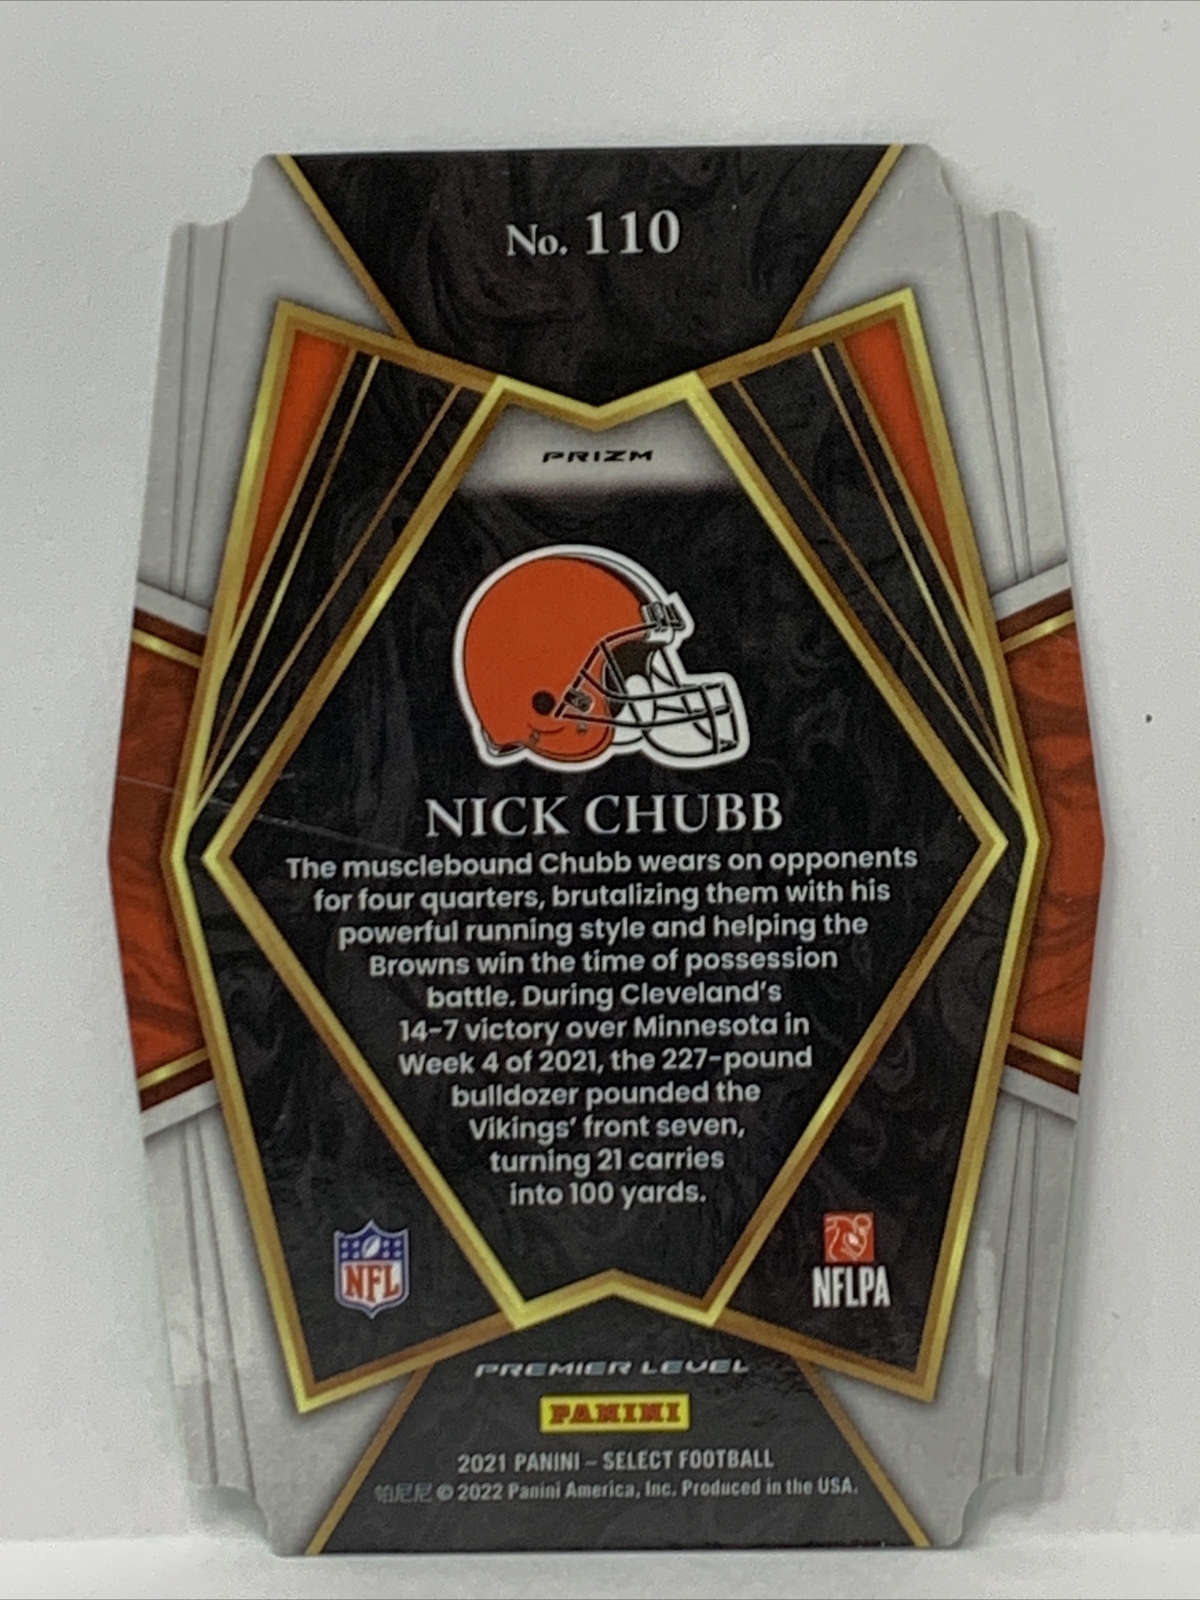 No. 110
PRIZM
NICK CHUBB
The musclebound Chubb wears on opponents
for four quarters, brutalizing them with his
powerful running style and helping the
Browns win the time of possession
battle. During Cleveland's
14-7 victory over Minnesota in
Week 4 of 2021, the 227-pound
bulldozer pounded the
Vikings' front seven,
turning 21 carries
into 100 yards.
NFL
NFLPA
PREMIER LEVEL
PANINI
2021 PANINI – SELECT FOOTBALL
帕尼尼 © 2022 Panini America, Inc. Produced in the USA.